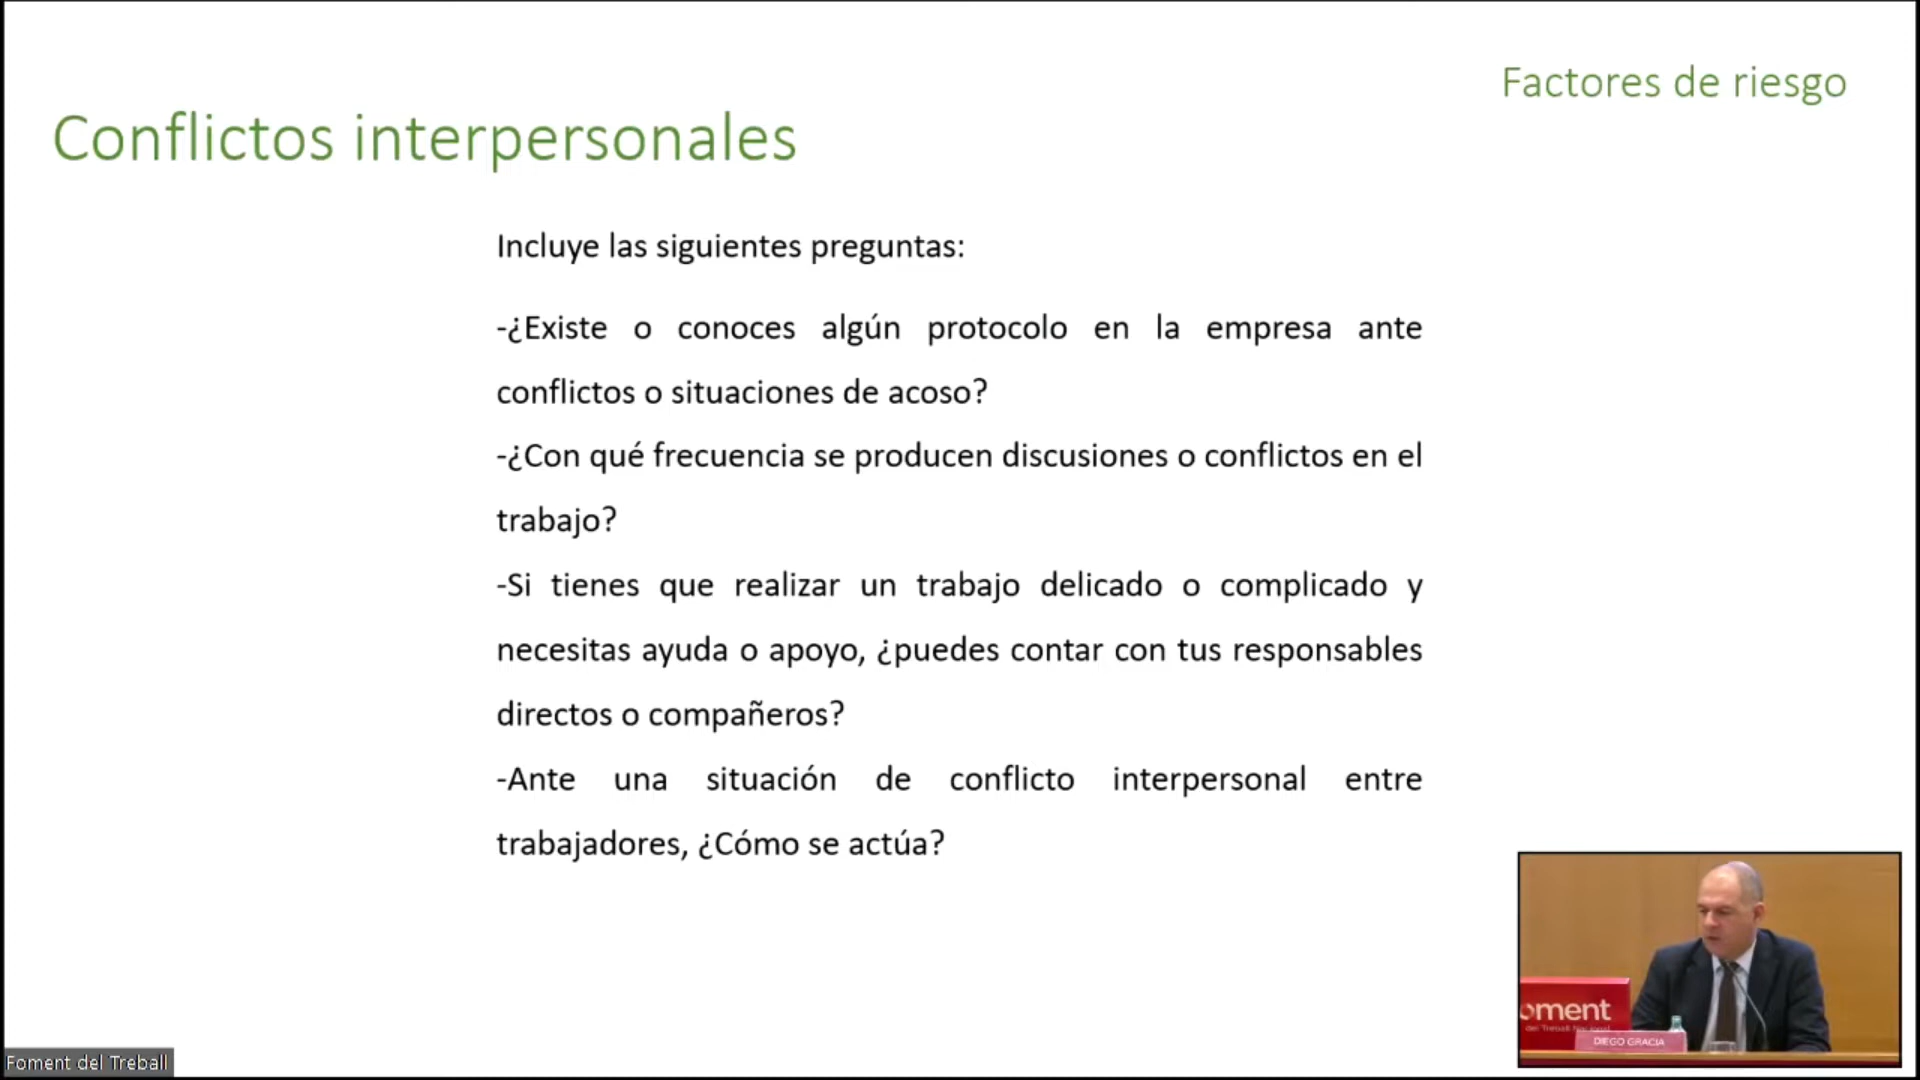 Factores de riesgo
Conflictos interpersonales
Incluye las siguientes preguntas:
-¿Existe o conoces algún protocolo en la empresa ante
conflictos o situaciones de acoso?
-¿Con qué frecuencia se producen discusiones o conflictos en el
trabajo?
-Si tienes que realizar un trabajo delicado o complicado y
necesitas ayuda o apoyo, ¿puedes contar con tus responsables
directos o compañeros?
-Ante una situación de conflicto interpersonal entre
trabajadores, ¿Cómo se actúa?
oment
del Treball Nacional
DIEGO GRACIA
Foment del Treball